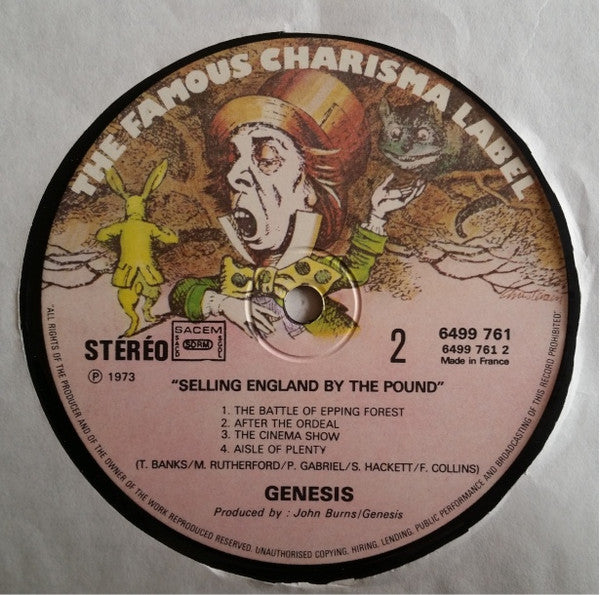 THE FAMOUS CHARISMA LABEL
STÉRÉO
SACEM
SACD
SDRM
SGDL
2
6499 761
6499 761 2
Made in France
Ⓟ 1973
"SELLING ENGLAND BY THE POUND"
1. THE BATTLE OF EPPING FOREST
2. AFTER THE ORDEAL
3. THE CINEMA SHOW
4. AISLE OF PLENTY
(T. BANKS/M. RUTHERFORD/P. GABRIEL/S. HACKETT/F. COLLINS)
GENESIS
Produced by : John Burns/Genesis
"ALL RIGHTS OF THE PRODUCER AND OF THE OWNER OF THE WORK REPRODUCED RESERVED. UNAUTHORISED COPYING, HIRING, LENDING, PUBLIC PERFORMANCE AND BROADCASTING OF THIS RECORD PROHIBITED"